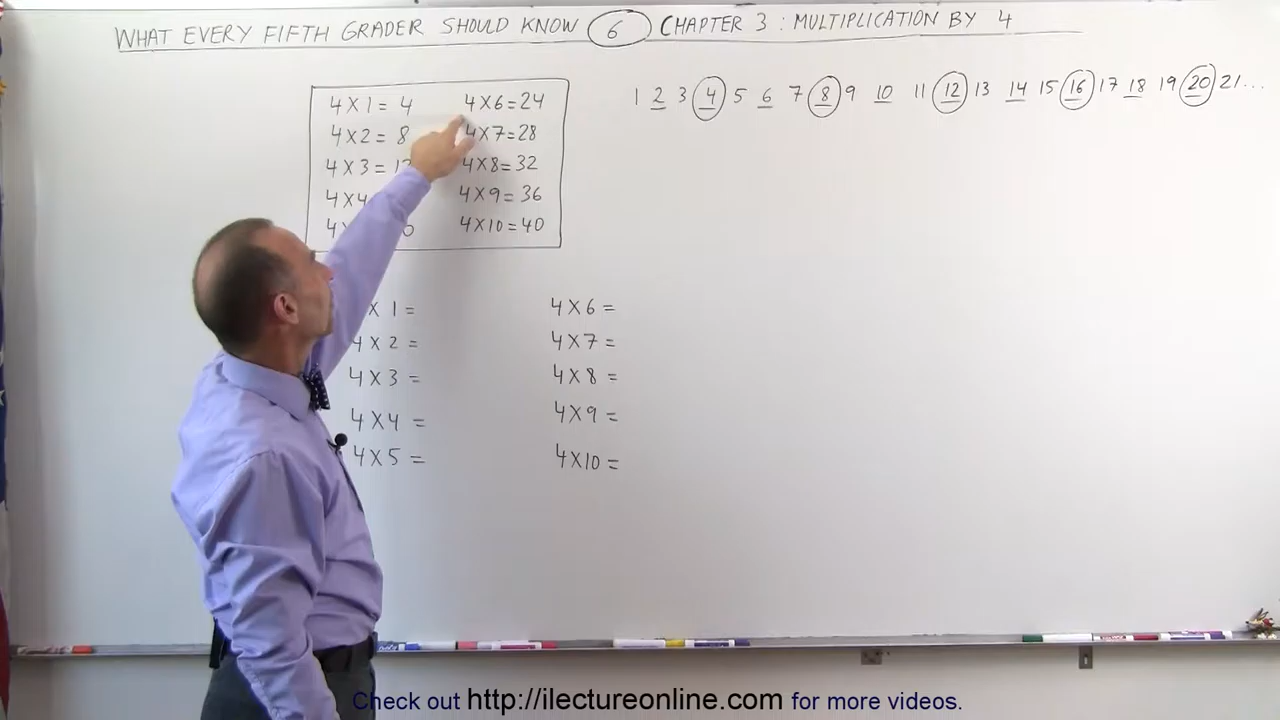 WHAT EVERY FIFTH GRADER SHOULD KNOW 6 CHAPTER 3 : MULTIPLICATION BY 4
4 X 1 = 4 4 X 6 = 24
4 X 2 = 8 4 X 7 = 28
4 X 3 = 4 X 8 = 32
4 X 4 4 X 9 = 36
4 X 4 X 10 = 40
1 2 3 4 5 6 7 8 9 10 11 12 13 14 15 16 17 18 19 20 21 ...
X 1 = 4 X 6 =
4 X 2 = 4 X 7 =
4 X 3 = 4 X 8 =
4 X 4 = 4 X 9 =
4 X 5 = 4 X 10 =
Check out http://ilectureonline.com for more videos.